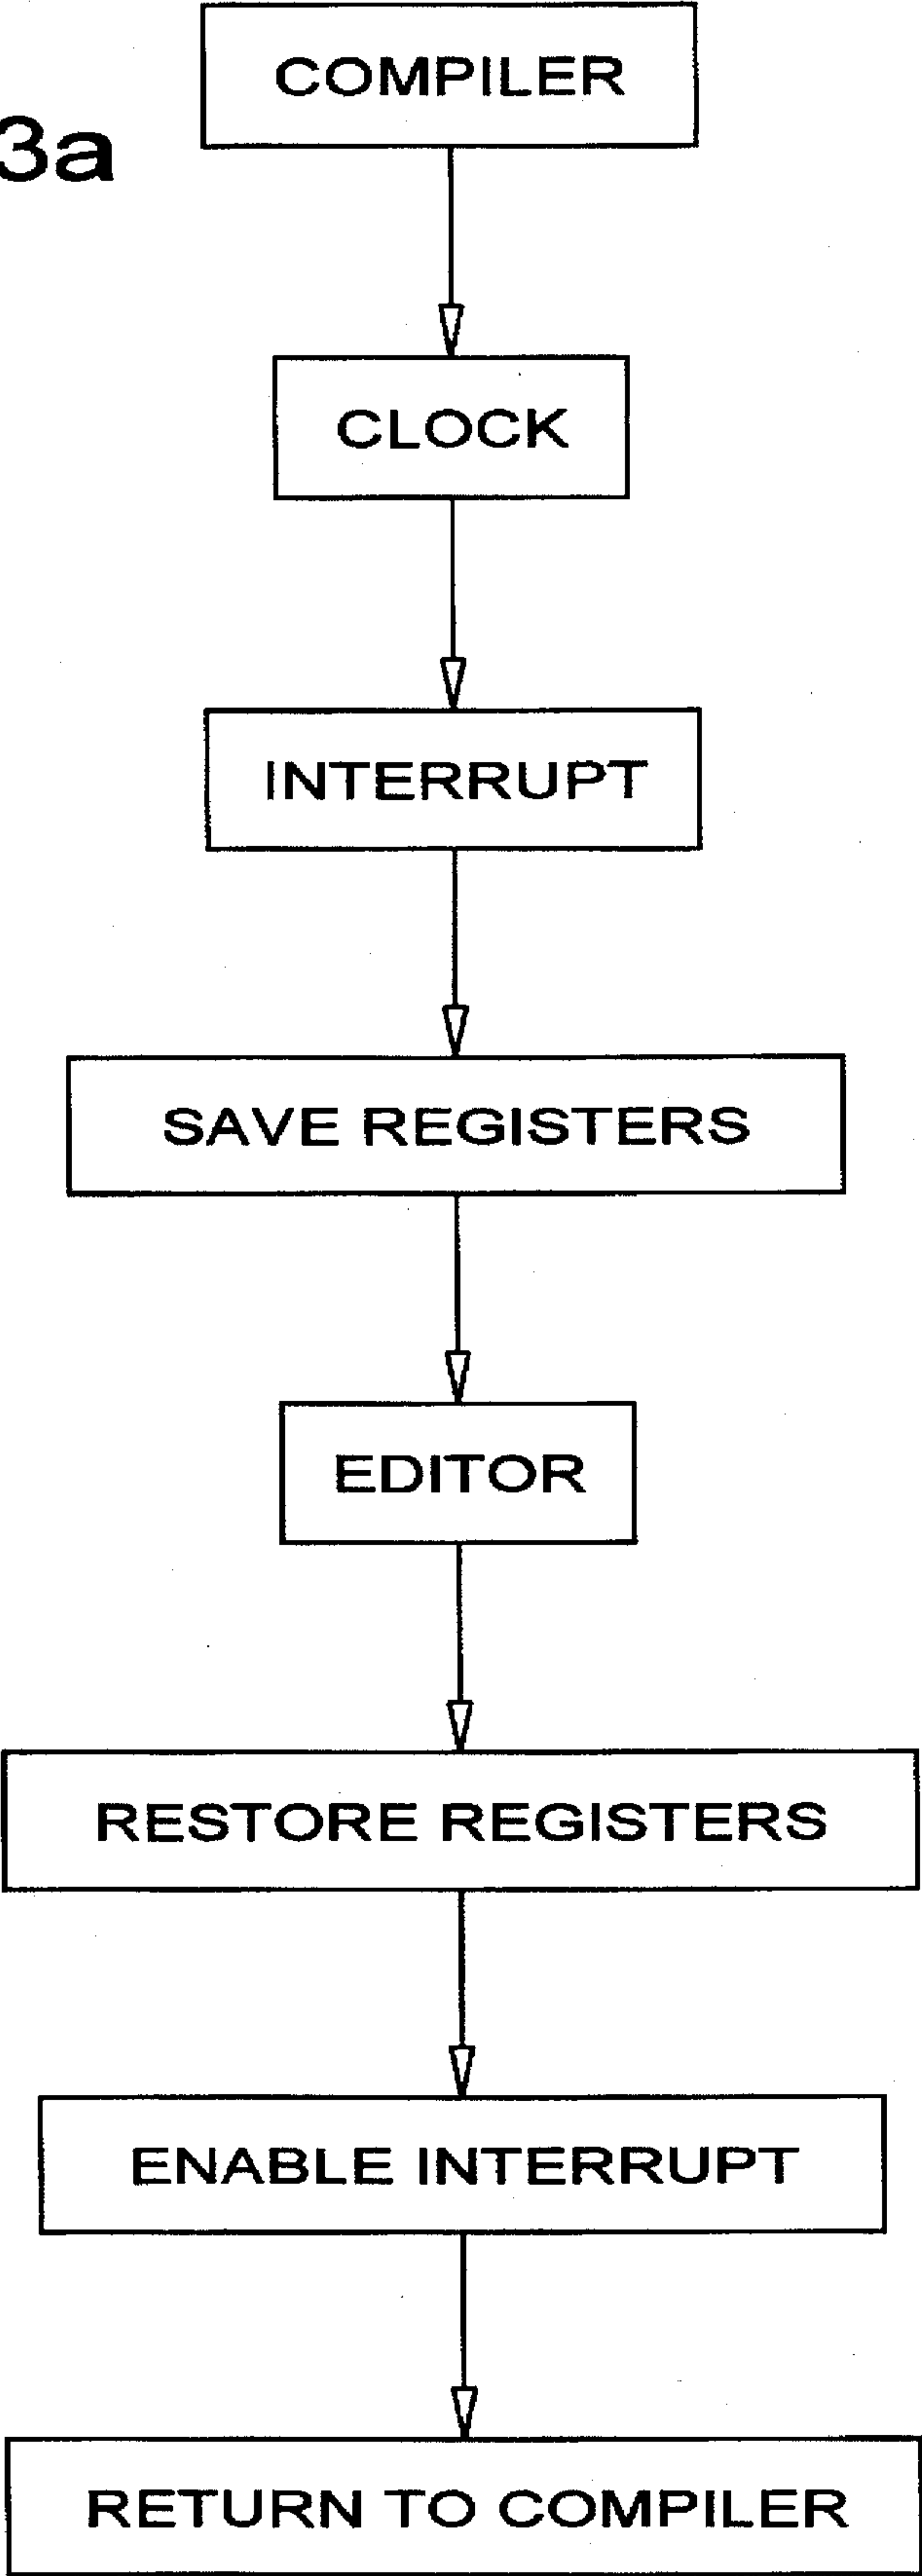 COMPILER
3a
CLOCK
INTERRUPT
SAVE REGISTERS
EDITOR
RESTORE REGISTERS
ENABLE INTERRUPT
RETURN TO COMPILER